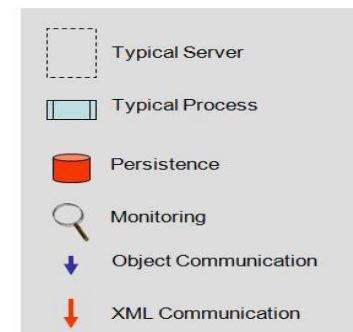 Typical Server
Typical Process
Persistence
Monitoring
Object Communication
XML Communication